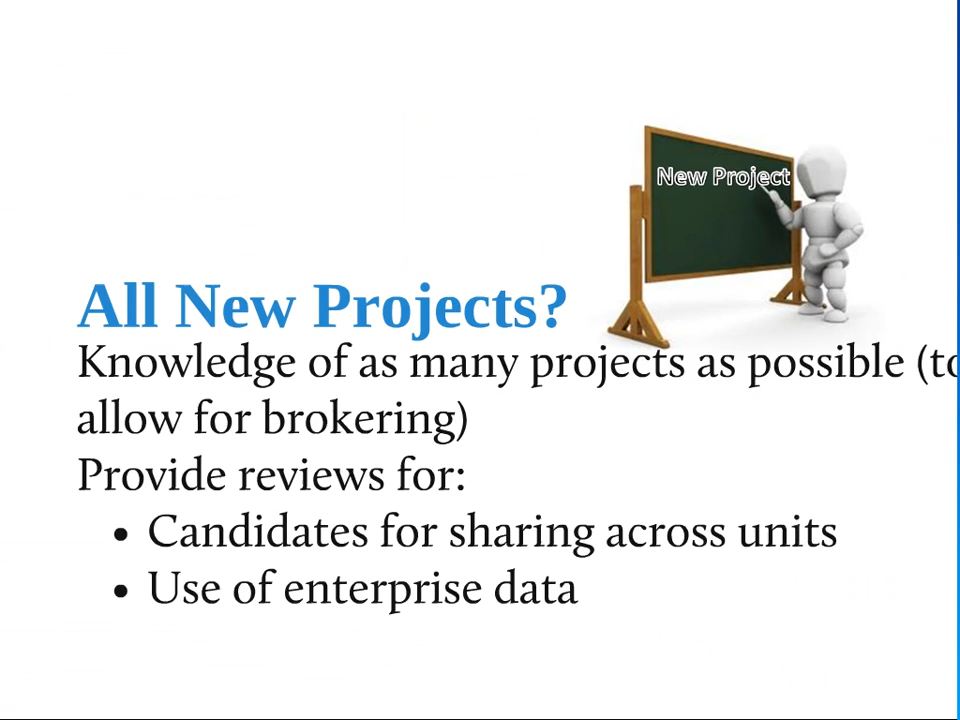 New Project
All New Projects?
Knowledge of as many projects as possible (to
allow for brokering)
Provide reviews for:
• Candidates for sharing across units
• Use of enterprise data